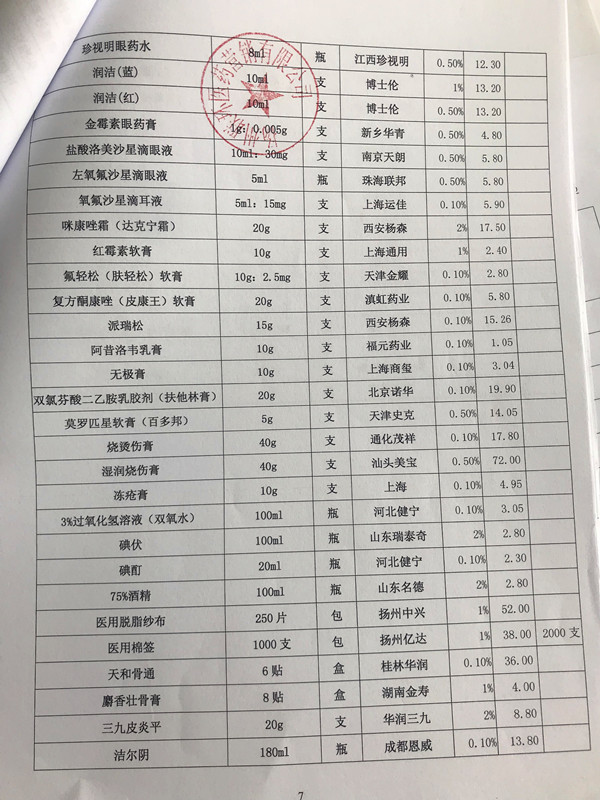 珍视明眼药水 8ml 瓶 江西珍视明 0.50% 12.30
润洁(蓝) 10ml 支 博士伦 1% 13.20
润洁(红) 10ml 支 博士伦 0.50% 13.20
金霉素眼药膏 1g：0.005g 支 新乡华青 0.50% 4.80
盐酸洛美沙星滴眼液 10ml：30mg 支 南京天朗 0.50% 5.80
左氧氟沙星滴眼液 5ml 瓶 珠海联邦 0.50% 5.80
氧氟沙星滴耳液 5ml：15mg 支 上海运佳 0.10% 5.90
咪康唑霜（达克宁霜） 20g 支 西安杨森 2% 17.50
红霉素软膏 10g 支 上海通用 1% 2.40
氟轻松（肤轻松）软膏 10g：2.5mg 支 天津金耀 0.10% 2.80
复方酮康唑（皮康王）软膏 20g 支 滇虹药业 0.10% 5.80
派瑞松 15g 支 西安杨森 0.10% 15.26
阿昔洛韦乳膏 10g 支 福元药业 0.10% 1.05
无极膏 10g 支 上海商玺 0.10% 3.04
双氯芬酸二乙胺乳胶剂（扶他林膏） 20g 支 北京诺华 0.10% 19.90
莫罗匹星软膏（百多邦） 5g 支 天津史克 0.50% 14.05
烧烫伤膏 40g 支 通化茂祥 0.10% 17.80
湿润烧伤膏 40g 支 汕头美宝 0.50% 72.00
冻疮膏 10g 支 上海 0.10% 4.95
3%过氧化氢溶液（双氧水） 100ml 瓶 河北健宁 0.10% 3.05
碘伏 100ml 瓶 山东瑞泰奇 2% 2.80
碘酊 20ml 瓶 河北健宁 0.10% 2.30
75%酒精 100ml 瓶 山东名德 2% 2.80
医用脱脂纱布 250片 包 扬州中兴 1% 52.00
医用棉签 1000支 包 扬州亿达 1% 38.00 2000支
天和骨通 6贴 盒 桂林华润 0.10% 36.00
麝香壮骨膏 8贴 盒 湖南金寿 1% 4.00
三九皮炎平 20g 支 华润三九 2% 8.80
洁尔阴 180ml 瓶 成都恩威 0.10% 13.80
7